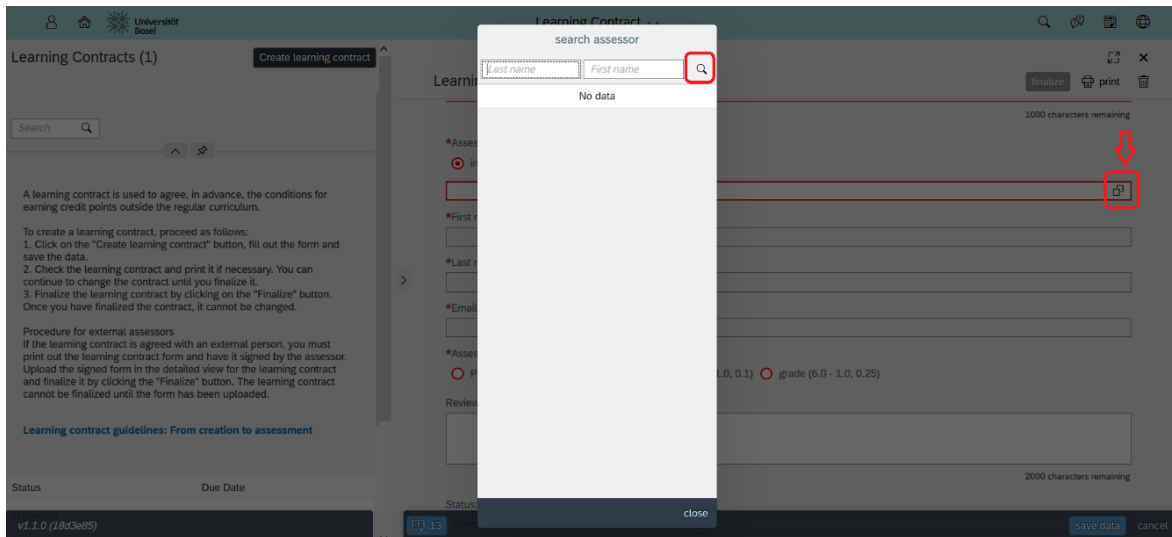 Universität
Basel
Learning Contract
Learning Contracts (1)
Create learning contract
Search
A learning contract is used to agree, in advance, the conditions for
earning credit points outside the regular curriculum.
To create a learning contract, proceed as follows:
1. Click on the "Create learning contract" button, fill out the form and
save the data.
2. Check the learning contract and print it if necessary. You can
continue to change the contract until you finalize it.
3. Finalize the learning contract by clicking on the "Finalize" button.
Once you have finalized the contract, it cannot be changed.
Procedure for external assessors
If the learning contract is agreed with an external person, you must
print out the learning contract form and have it signed by the assessor.
Upload the signed form in the detailed view for the learning contract
and finalize it by clicking the "Finalize" button. The learning contract
cannot be finalized until the form has been uploaded.
Learning contract guidelines: From creation to assessment
Status Due Date
v1.1.0 (18d3e85)
search assessor
Last name First name
No data
close
Learni
finalize print
1000 characters remaining
*Asses
in
*First r
*Last r
*Email
*Asses
P 1.0, 0.1) grade (6.0 - 1.0, 0.25)
Review
2000 characters remaining
Status:
13
save data cancel